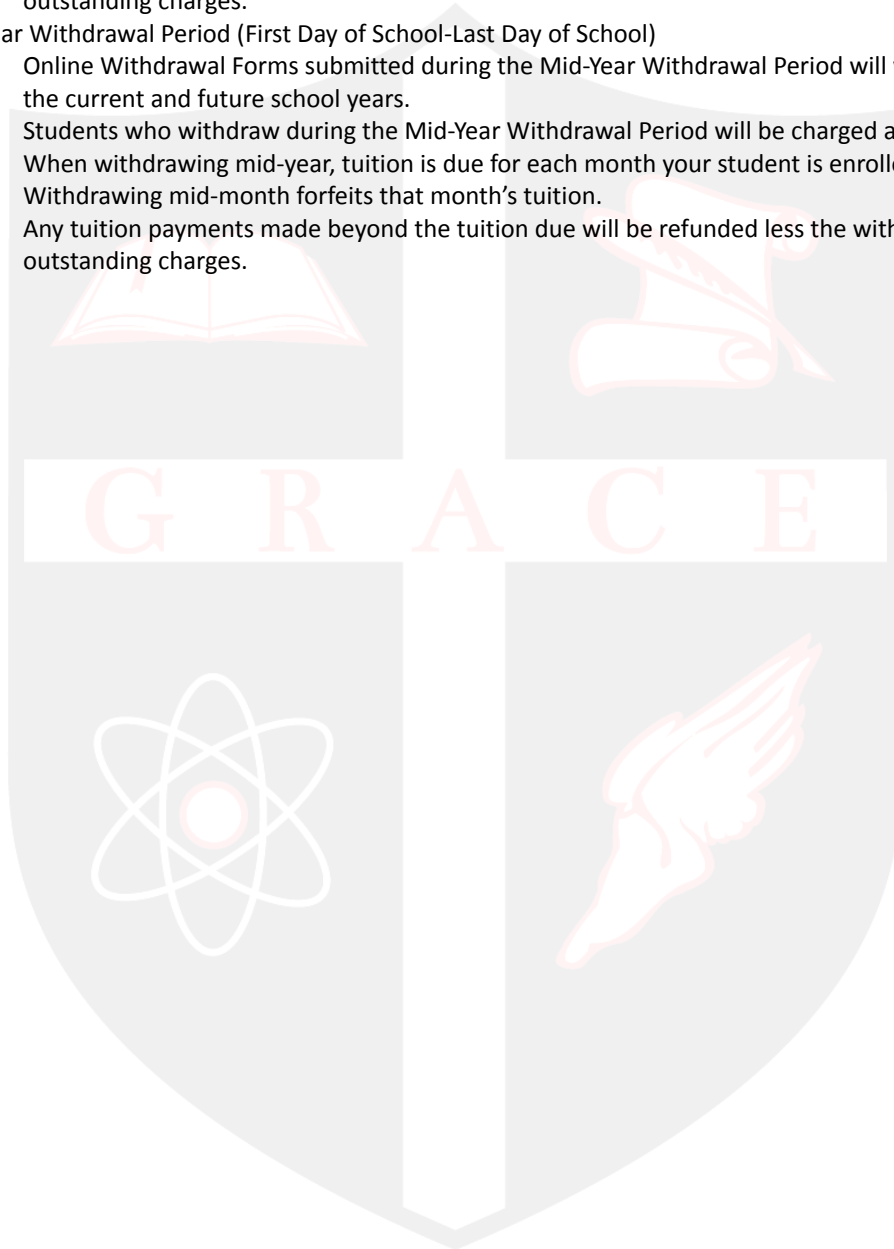 outstanding charges.
ar Withdrawal Period (First Day of School-Last Day of School)
Online Withdrawal Forms submitted during the Mid-Year Withdrawal Period will
the current and future school years.
Students who withdraw during the Mid-Year Withdrawal Period will be charged a
When withdrawing mid-year, tuition is due for each month your student is
Withdrawing mid-month forfeits that month’s tuition.
Any tuition payments made beyond the tuition due will be refunded less the
outstanding charges.
G R A C E